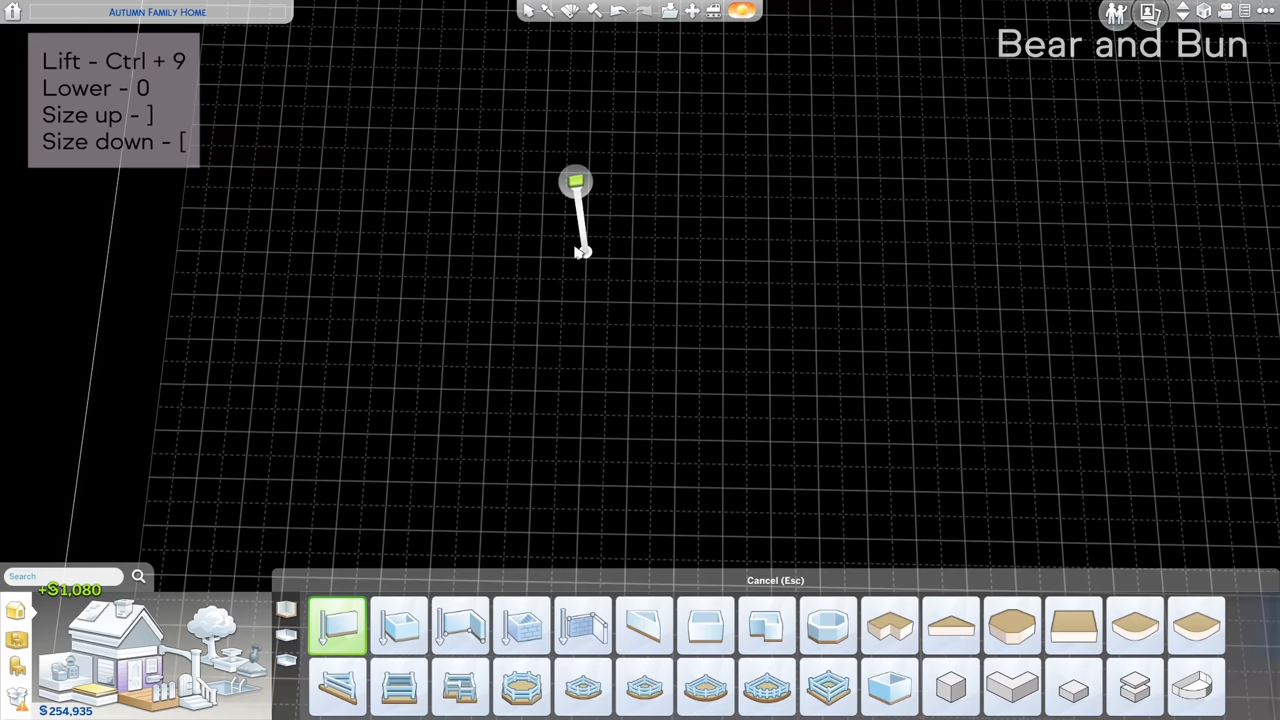 AUTUMN FAMILY HOME
Bear and Bun
Lift - Ctrl + 9
Lower - 0
Size up - ]
Size down - [
Cancel (Esc)
Search
+§1,080
§254,935